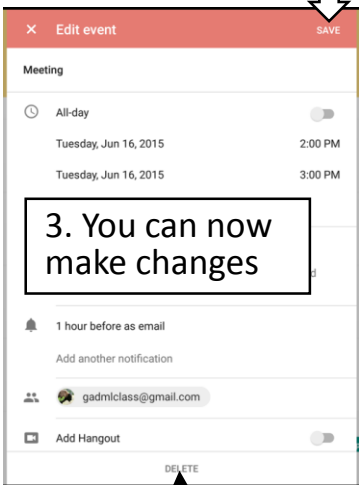 × Edit event SAVE
Meeting
All-day
Tuesday, Jun 16, 2015 2:00 PM
Tuesday, Jun 16, 2015 3:00 PM
3. You can now
make changes
d
1 hour before as email
Add another notification
gadmlclass@gmail.com
Add Hangout
DELETE